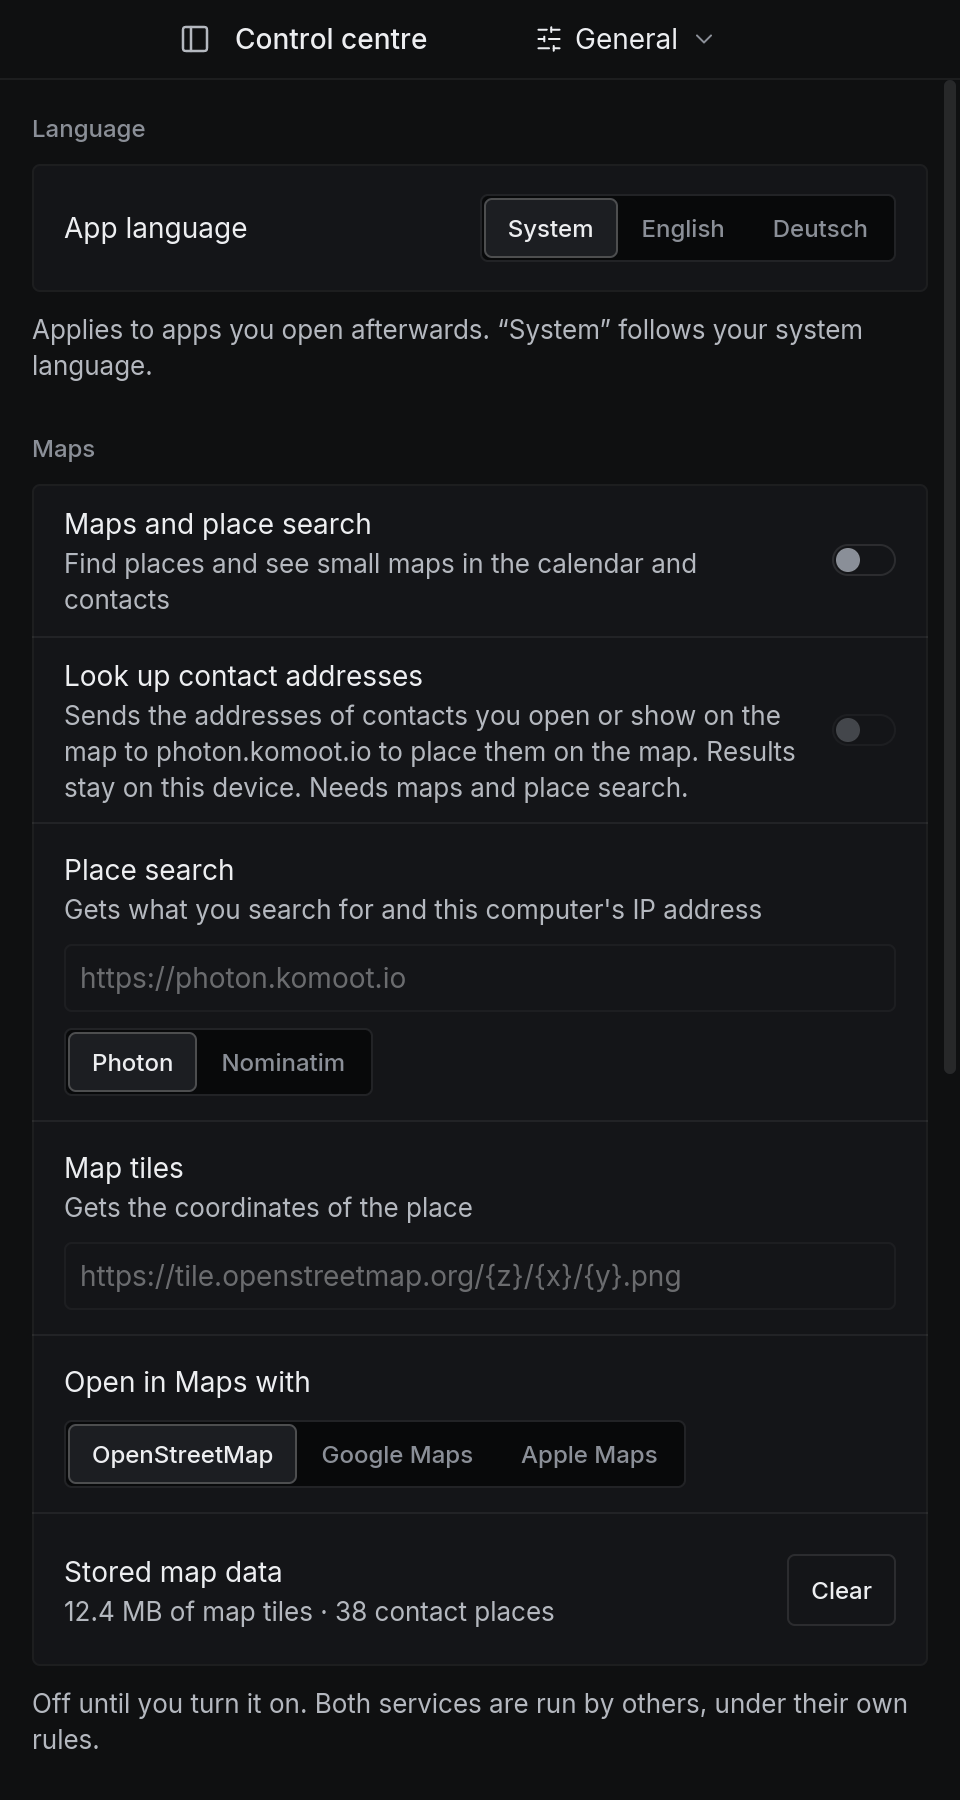 Control centre
General
Language
App language
System
English
Deutsch
Applies to apps you open afterwards. “System” follows your system
language.
Maps
Maps and place search
Find places and see small maps in the calendar and
contacts
Look up contact addresses
Sends the addresses of contacts you open or show on the
map to photon.komoot.io to place them on the map. Results
stay on this device. Needs maps and place search.
Place search
Gets what you search for and this computer's IP address
https://photon.komoot.io
Photon
Nominatim
Map tiles
Gets the coordinates of the place
https://tile.openstreetmap.org/{z}/{x}/{y}.png
Open in Maps with
OpenStreetMap
Google Maps
Apple Maps
Stored map data
12.4 MB of map tiles · 38 contact places
Clear
Off until you turn it on. Both services are run by others, under their own
rules.